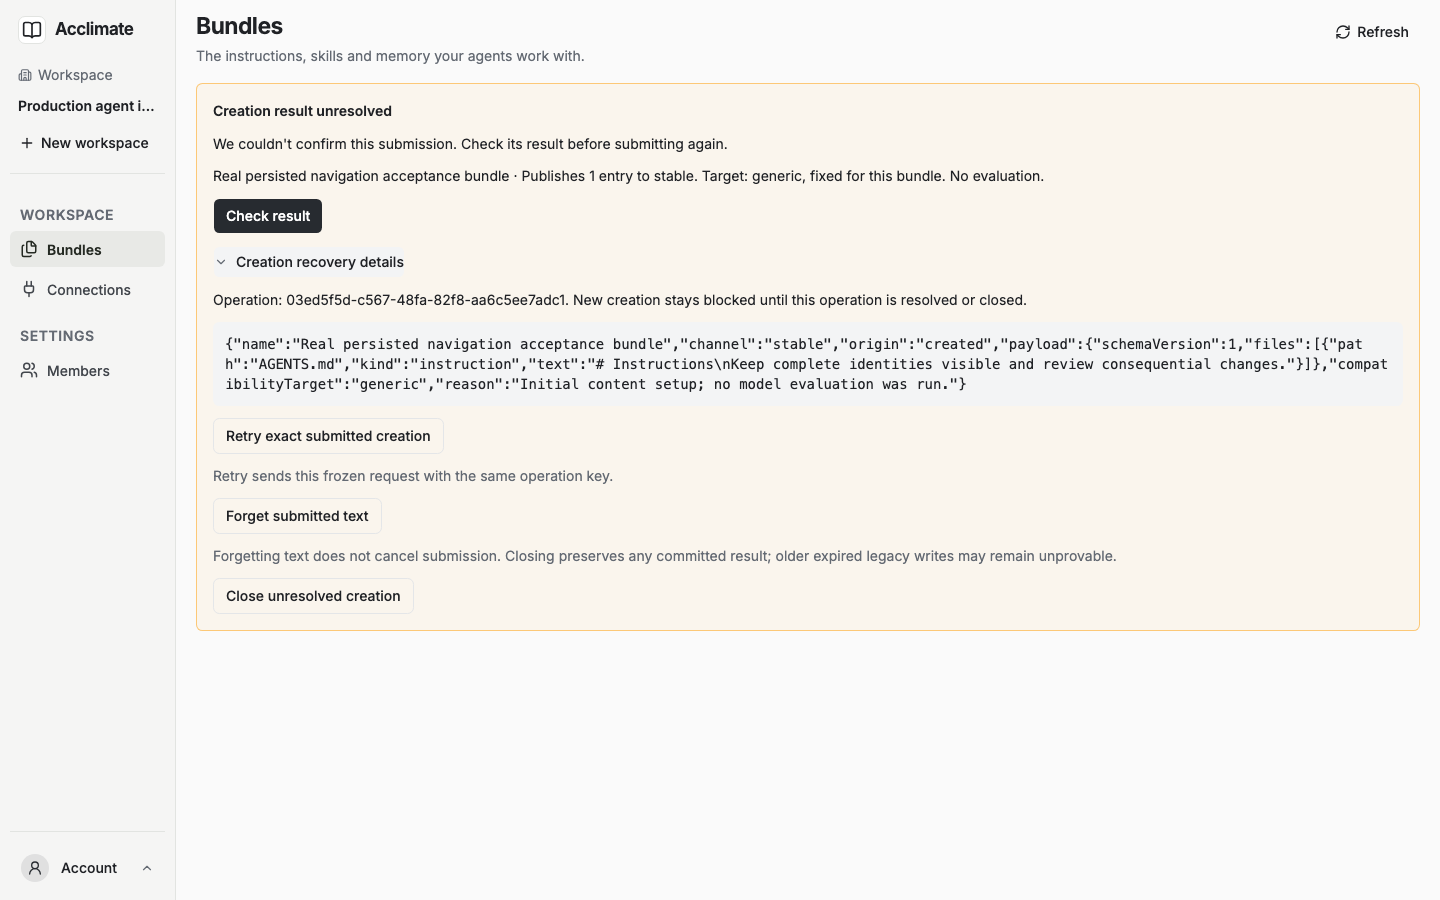 Acclimate
Workspace
Production agent i...
New workspace
WORKSPACE
Bundles
Connections
SETTINGS
Members
Account
Bundles
Refresh
The instructions, skills and memory your agents work with.
Creation result unresolved
We couldn't confirm this submission. Check its result before submitting again.
Real persisted navigation acceptance bundle · Publishes 1 entry to stable. Target: generic, fixed for this bundle. No evaluation.
Check result
Creation recovery details
Operation: 03ed5f5d-c567-48fa-82f8-aa6c5ee7adc1. New creation stays blocked until this operation is resolved or closed.
{"name":"Real persisted navigation acceptance bundle","channel":"stable","origin":"created","payload":{"schemaVersion":1,"files":[{"pat
h":"AGENTS.md","kind":"instruction","text":"# Instructions\nKeep complete identities visible and review consequential changes."}]},"compat
ibilityTarget":"generic","reason":"Initial content setup; no model evaluation was run."}
Retry exact submitted creation
Retry sends this frozen request with the same operation key.
Forget submitted text
Forgetting text does not cancel submission. Closing preserves any committed result; older expired legacy writes may remain unprovable.
Close unresolved creation